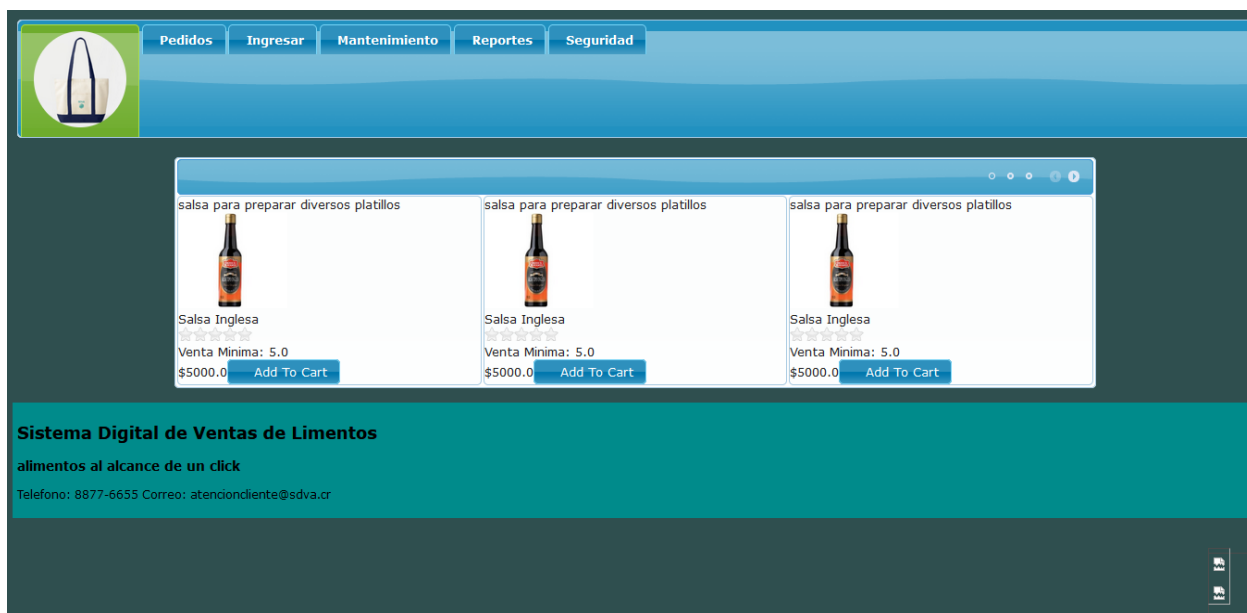 Pedidos Ingresar Mantenimiento Reportes Seguridad
salsa para preparar diversos platillos
Salsa Inglesa
Venta Minima: 5.0
$5000.0 Add To Cart
salsa para preparar diversos platillos
Salsa Inglesa
Venta Minima: 5.0
$5000.0 Add To Cart
salsa para preparar diversos platillos
Salsa Inglesa
Venta Minima: 5.0
$5000.0 Add To Cart
Sistema Digital de Ventas de Limentos
alimentos al alcance de un click
Telefono: 8877-6655 Correo: atencioncliente@sdva.cr